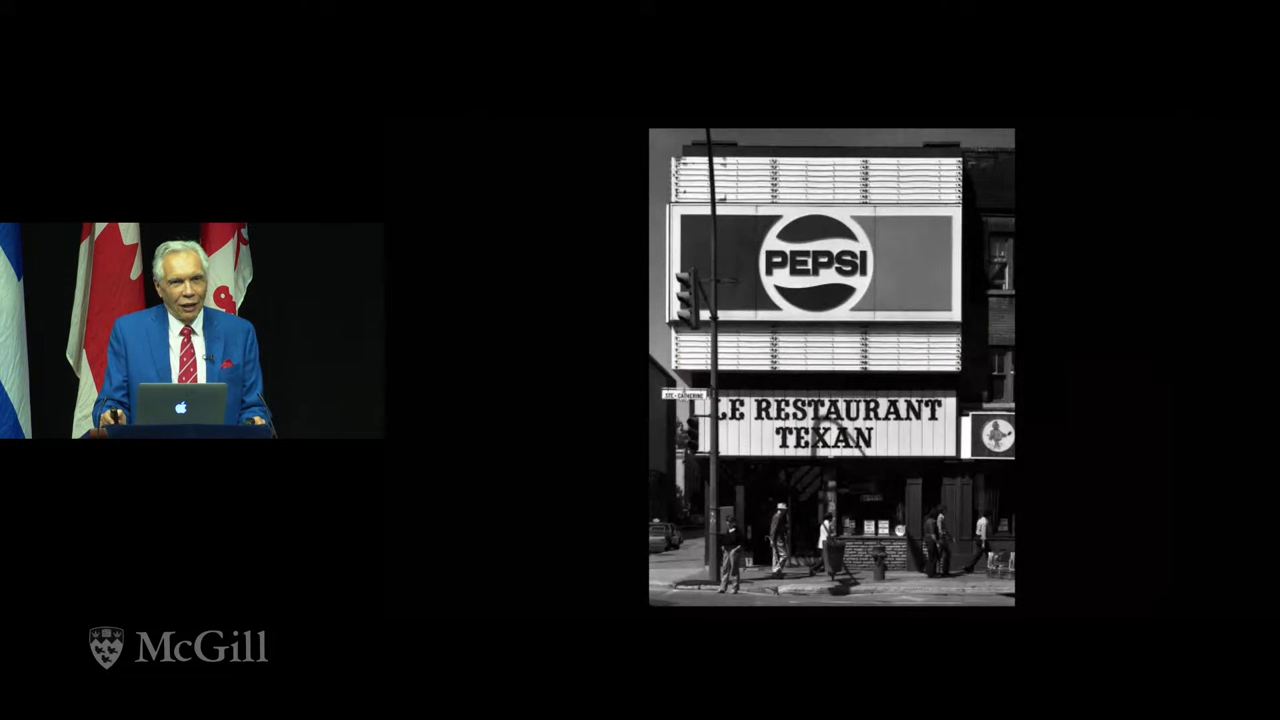 PEPSI
STE-CATHERINE
LE RESTAURANT
TEXAN
McGill